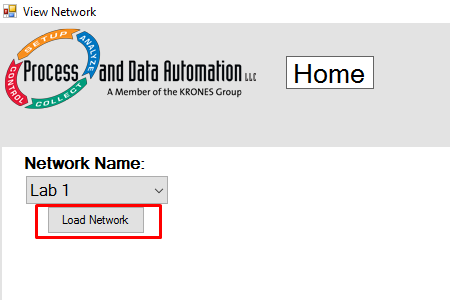 View Network
SETUP
ANALYZE
CONTROL
COLLECT
Process and Data Automation LLC
A Member of the KRONES Group
Home
Network Name:
Lab 1
Load Network